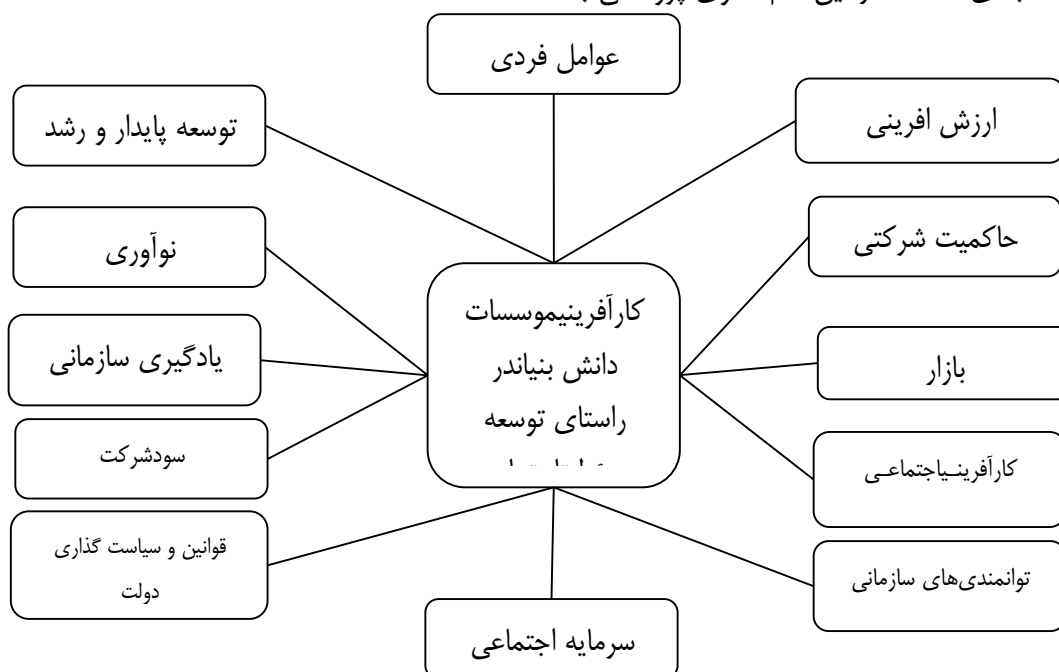 عوامل فردی
ارزش افرینی
توسعه پایدار و رشد
حاکمیت شرکتی
نوآوری
کارآفرینیموسسات
دانش بنیاندر
راستای توسعه
بازار
یادگیری سازمانی
کارآفرینـیاجتماعـی
سودشرکت
توانمندی‌های سازمانی
قوانین و سیاست گذاری
دولت
سرمایه اجتماعی